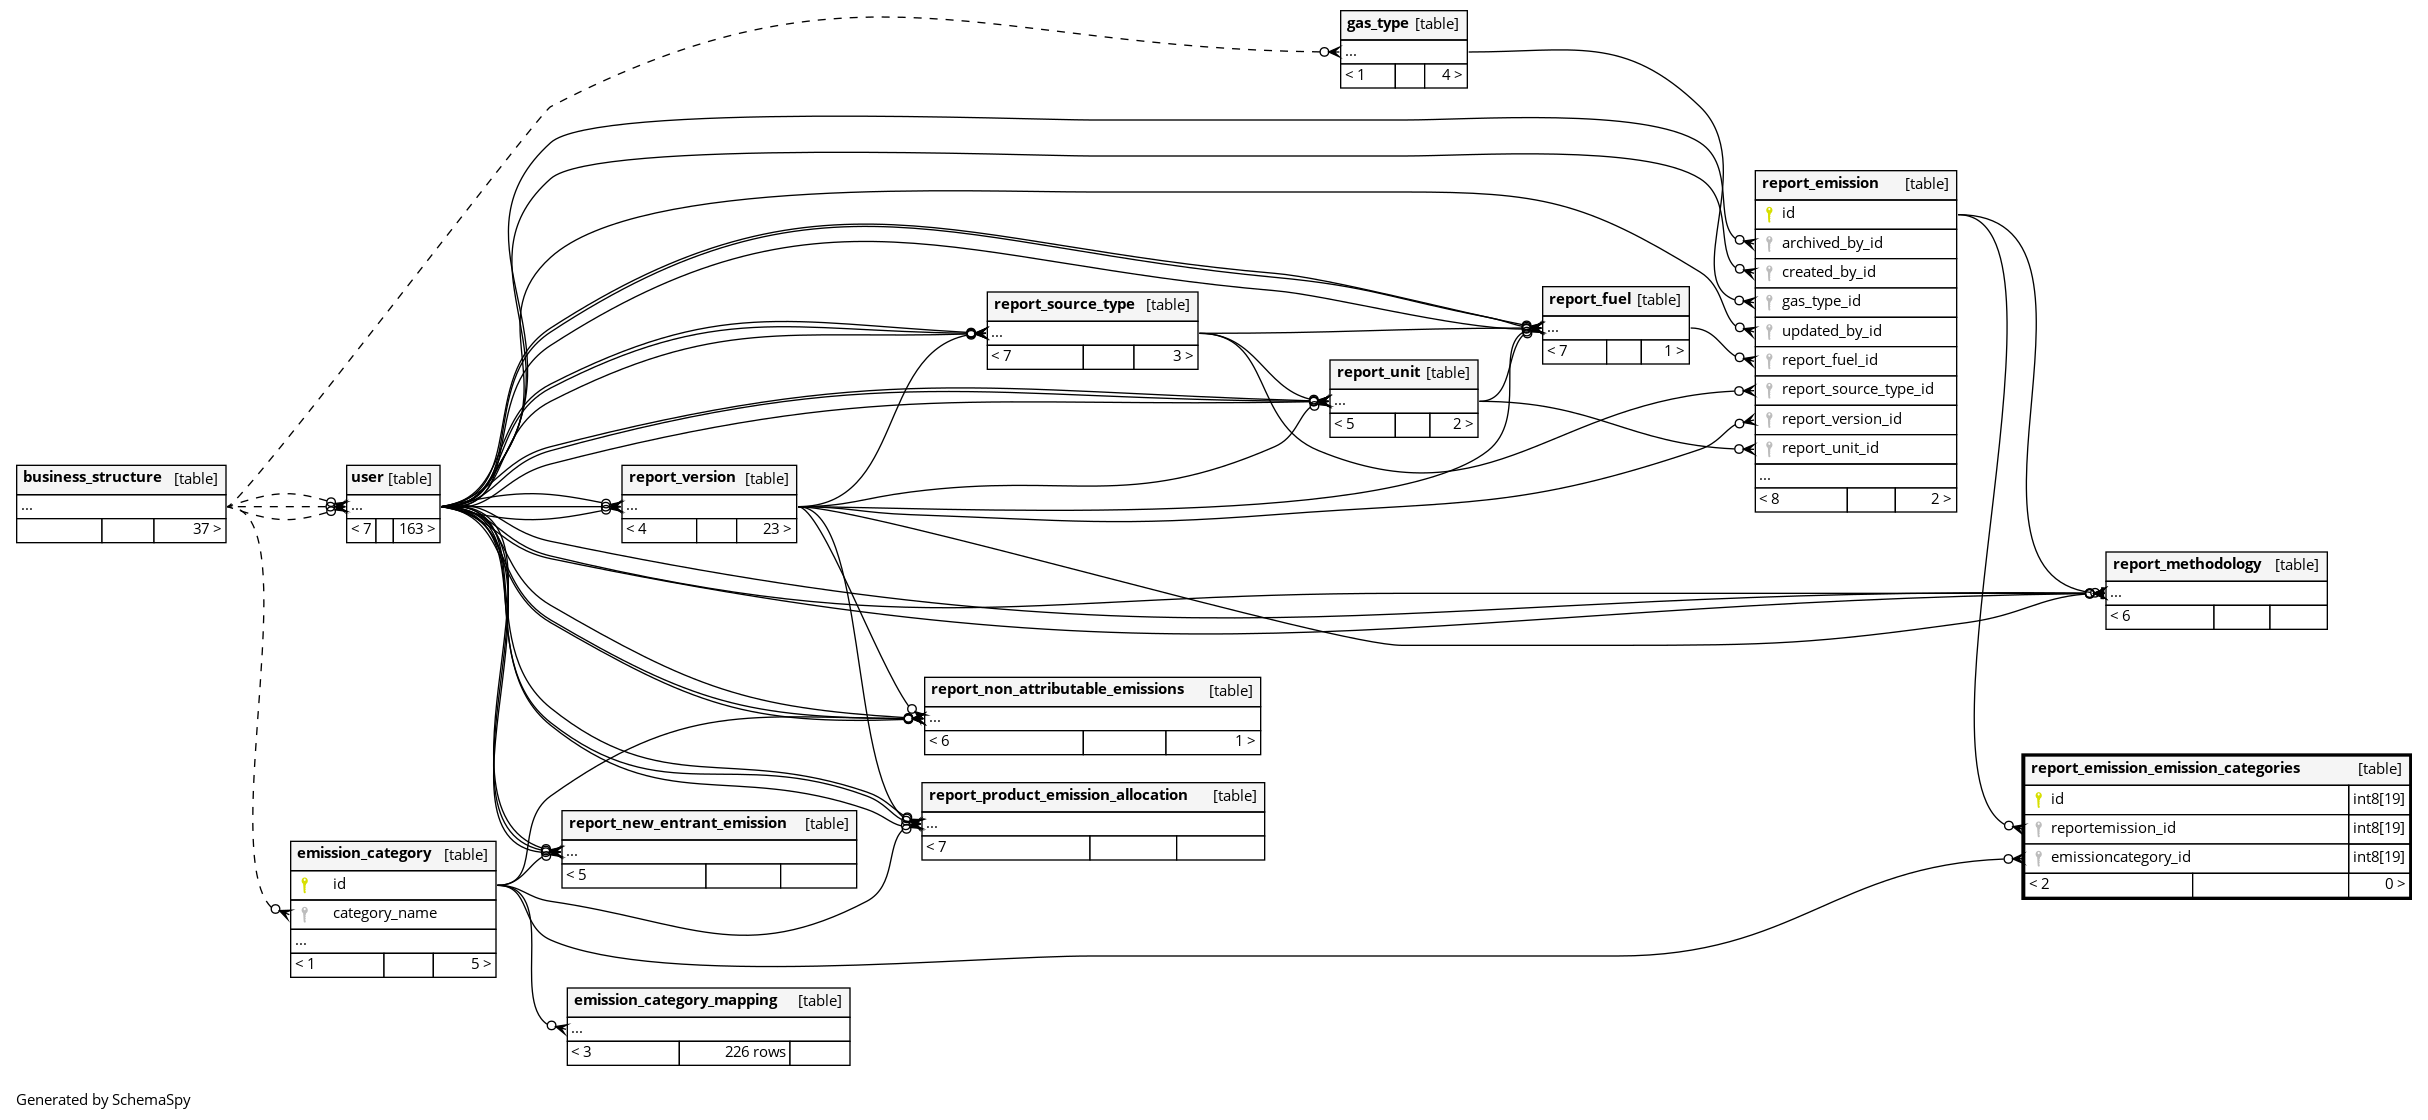 gas_type [table]
...
< 1 4 >
report_emission [table]
id
archived_by_id
created_by_id
gas_type_id
updated_by_id
report_fuel_id
report_source_type_id
report_version_id
report_unit_id
...
< 8 2 >
report_source_type [table]
...
< 7 3 >
report_fuel [table]
...
< 7 1 >
report_unit [table]
...
< 5 2 >
business_structure [table]
...
37 >
user [table]
...
< 7 163 >
report_version [table]
...
< 4 23 >
report_methodology [table]
...
< 6
report_non_attributable_emissions [table]
...
< 6 1 >
report_emission_emission_categories [table]
id int8[19]
reportemission_id int8[19]
emissioncategory_id int8[19]
< 2 0 >
report_product_emission_allocation [table]
...
< 7
report_new_entrant_emission [table]
...
< 5
emission_category [table]
id
category_name
...
< 1 5 >
emission_category_mapping [table]
...
< 3 226 rows
Generated by SchemaSpy